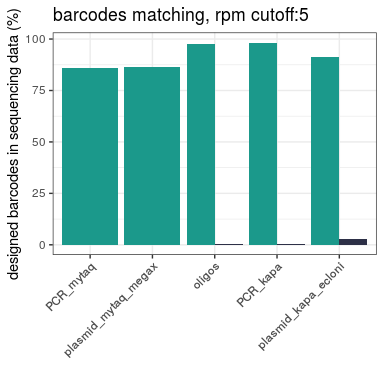 barcodes matching, rpm cutoff:5
designed barcodes in sequencing data (%)
100
75
50
25
0
PCR_mytaq
plasmid_mytaq_megax
oligos
PCR_kapa
plasmid_kapa_ecloni